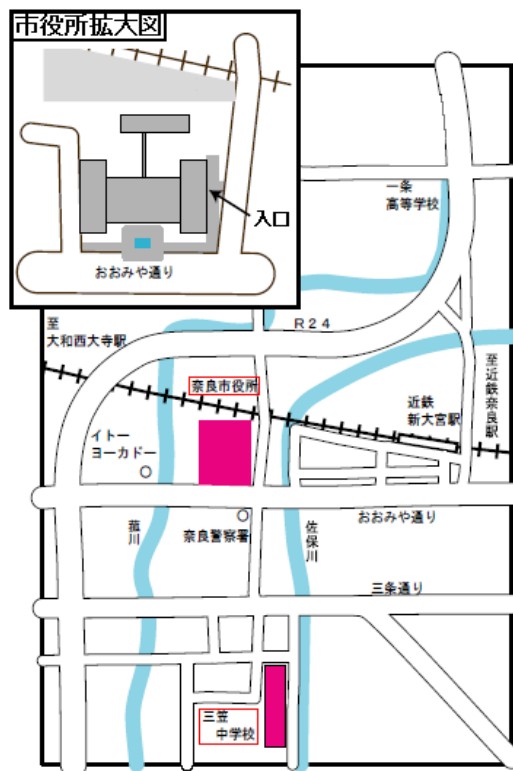 市役所拡大図
入口
おおみや通り
一条
高等学校
至
大和西大寺駅
R24
奈良市役所
至近鉄奈良駅
近鉄
新大宮駅
イトー
ヨーカドー
おおみや通り
奈良警察署
菰川
佐保川
三条通り
三笠
中学校